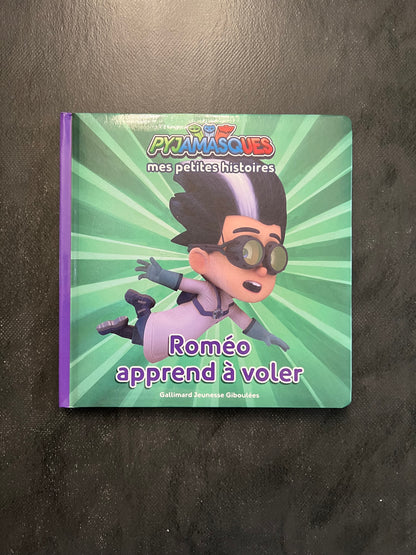 PYJAMASQUES
mes petites histoires
Roméo
apprend à voler
Gallimard Jeunesse Giboulées